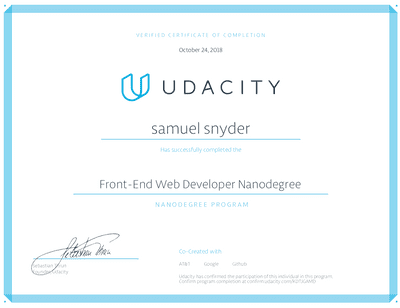 VERIFIED CERTIFICATE OF COMPLETION
October 24, 2018
UDACITY
samuel snyder
Has successfully completed the
Front-End Web Developer Nanodegree
NANODEGREE PROGRAM
Sebastian Thrun
Founder, Udacity
Co-Created with
AT&T Google Github
Udacity has confirmed the participation of this individual in this program.
Confirm program completion at confirm.udacity.com/